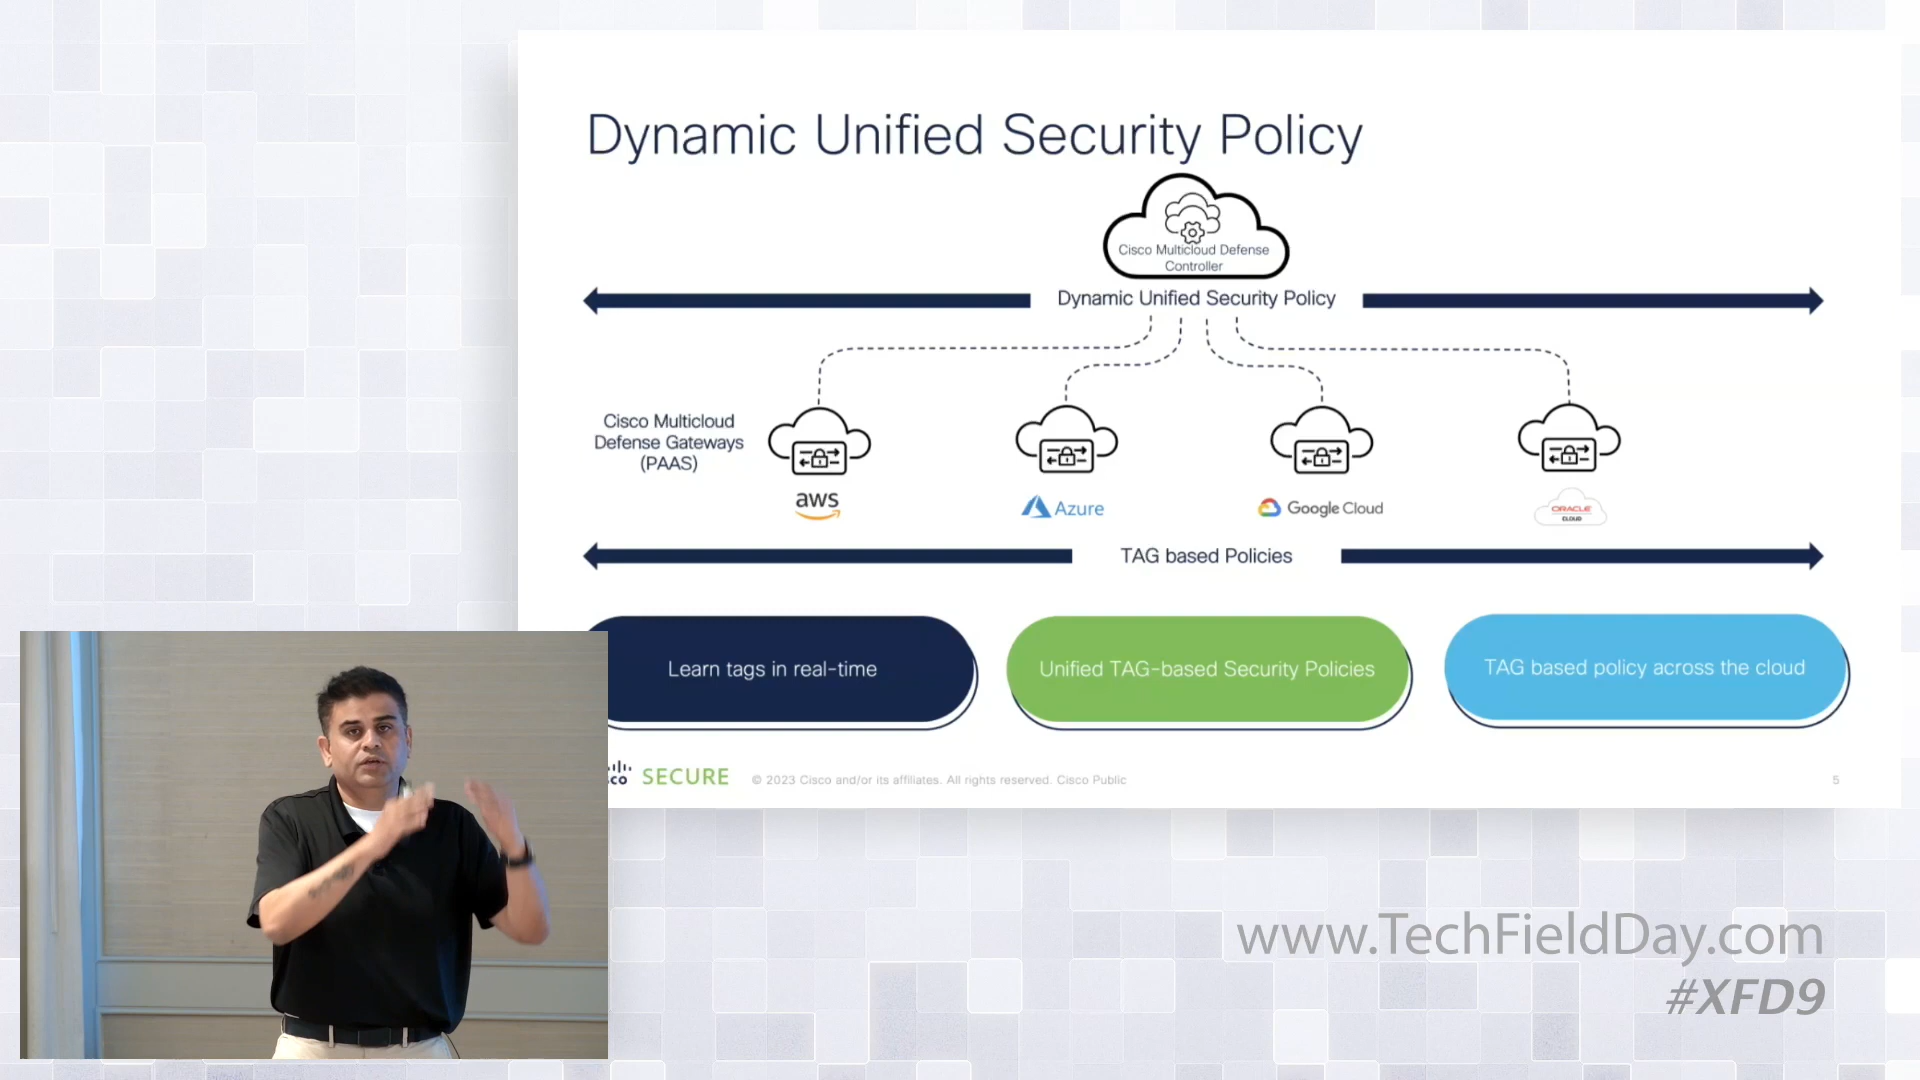 Dynamic Unified Security Policy
Cisco Multicloud Defense
Controller
Dynamic Unified Security Policy
Cisco Multicloud
Defense Gateways
(PAAS)
aws
Azure
Google Cloud
ORACLE
CLOUD
TAG based Policies
Learn tags in real-time
Unified TAG-based Security Policies
TAG based policy across the cloud
co SECURE
© 2023 Cisco and/or its affiliates. All rights reserved. Cisco Public
5
www.TechFieldDay.com
#XFD9